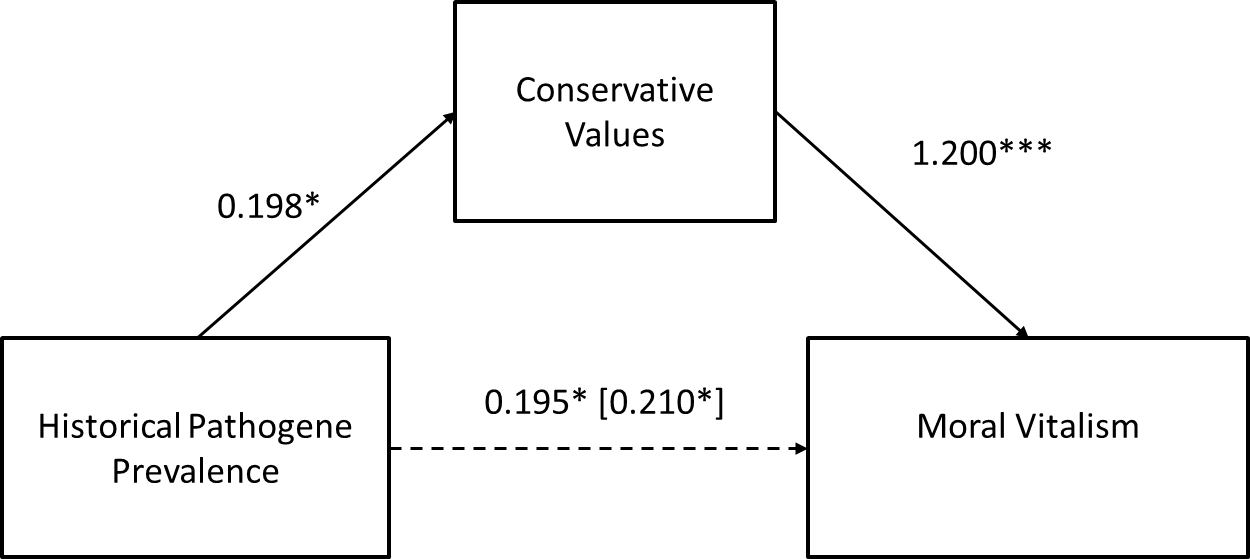 Conservative
Values
0.198*
1.200***
0.195* [0.210*]
Historical Pathogene
Prevalence
Moral Vitalism